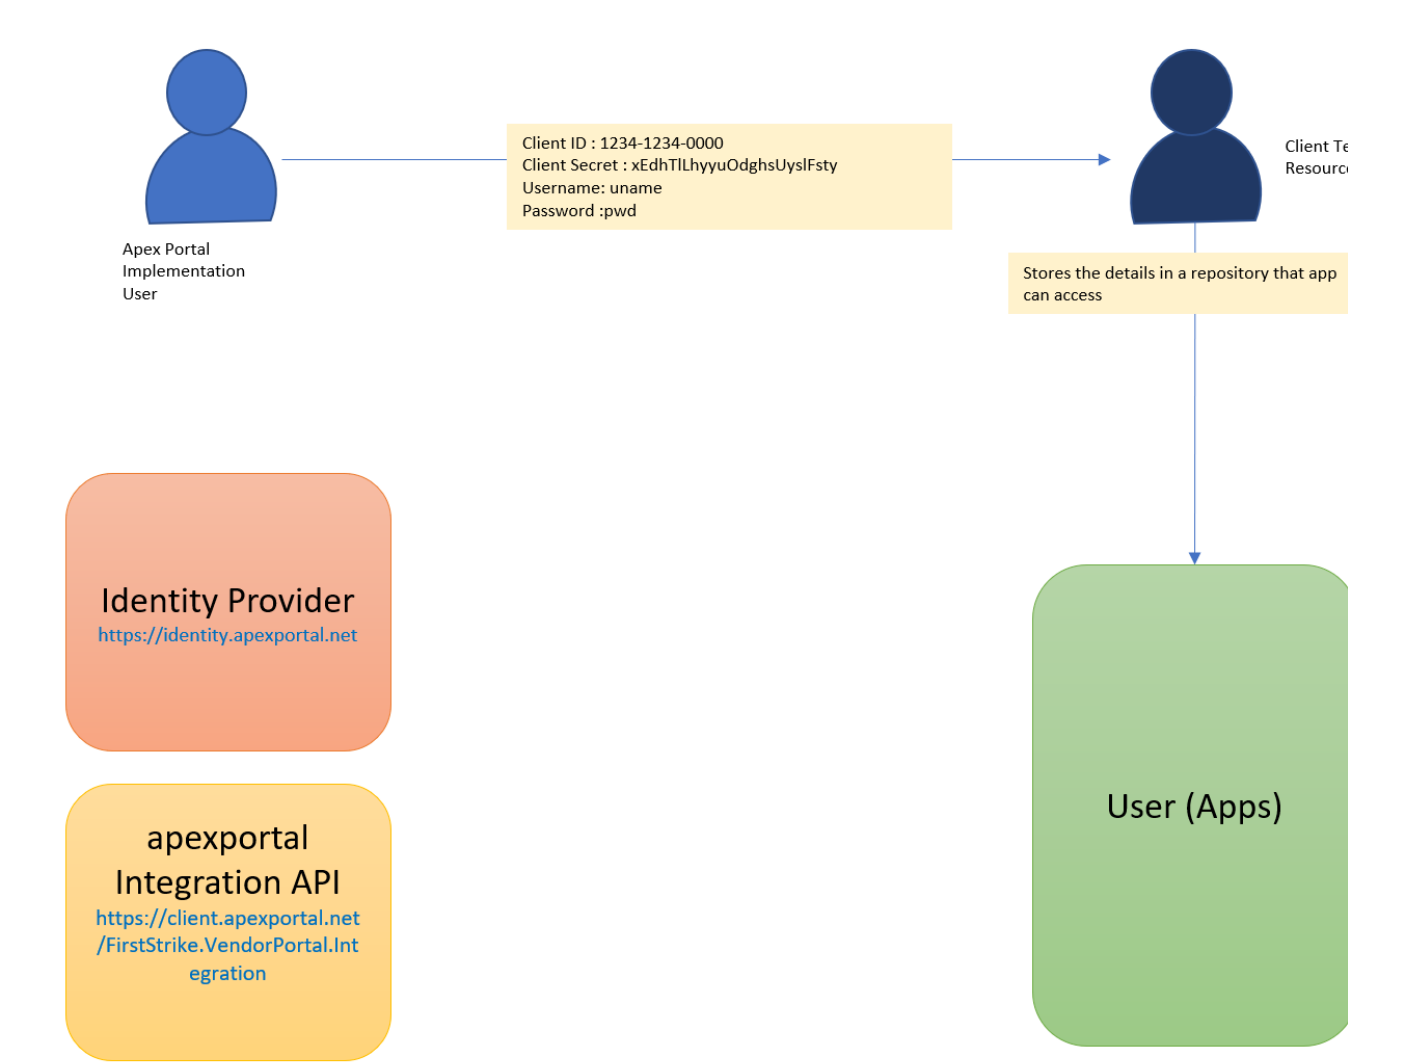 Client ID : 1234-1234-0000
Client Secret : xEdhTlLhyyuOdghsUyslFsty
Username: uname
Password :pwd
Client
Resourc
Apex Portal
Implementation
User
Stores the details in a repository that app
can access
Identity Provider
https://identity.apexportal.net
User (Apps)
apexportal
Integration API
https://client.apexportal.net
/FirstStrike.VendorPortal.Int
egration